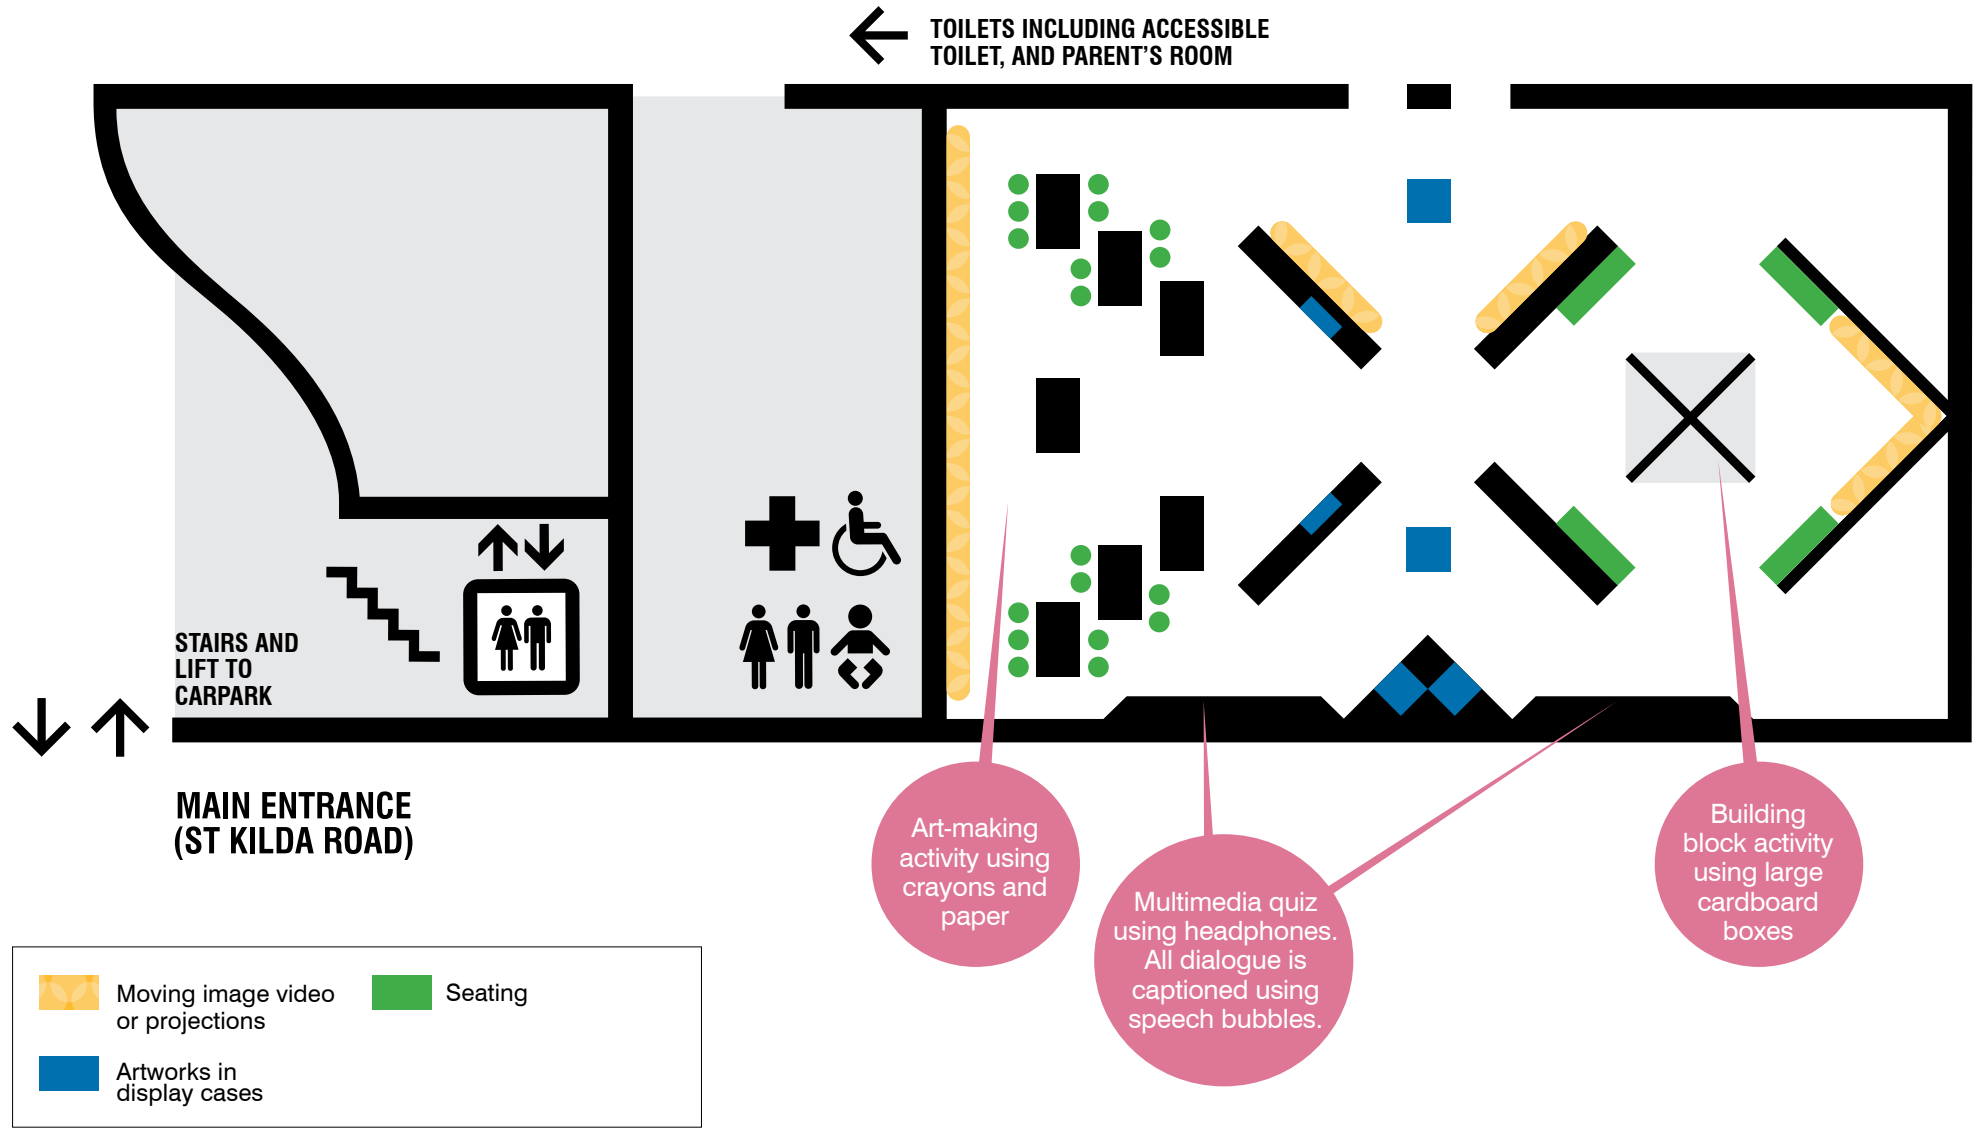 TOILETS INCLUDING ACCESSIBLE
TOILET, AND PARENT’S ROOM
STAIRS AND
LIFT TO
CARPARK
MAIN ENTRANCE
(ST KILDA ROAD)
Art-making
activity using
crayons and
paper
Multimedia quiz
using headphones.
All dialogue is
captioned using
speech bubbles.
Building
block activity
using large
cardboard
boxes
Moving image video
or projections
Seating
Artworks in
display cases